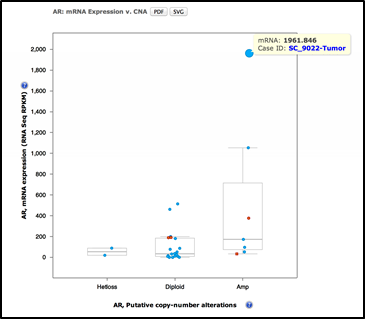 AR: mRNA Expression v. CNA PDF SVG
mRNA: 1961.846
Case ID: SC_9022-Tumor
AR, mRNA expression (RNA Seq RPKM)
2,000
1,800
1,600
1,400
1,200
1,000
800
600
400
200
0
Hetloss Diploid Amp
AR, Putative copy-number alterations